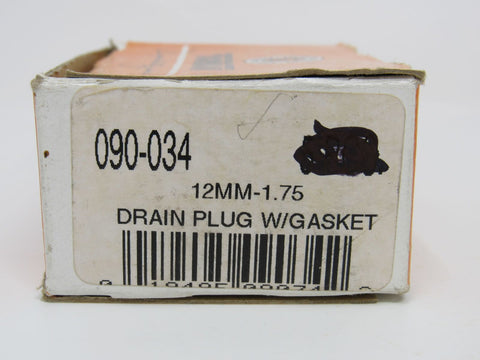 090-034
12MM-1.75
DRAIN PLUG W/GASKET